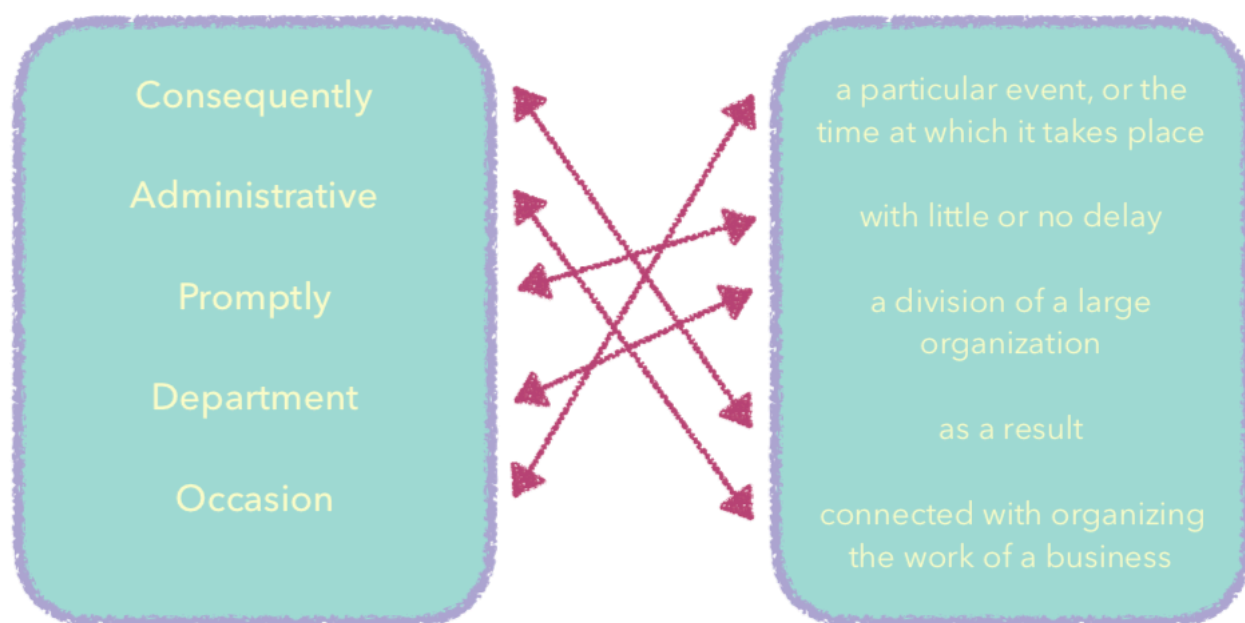 Consequently
Administrative
Promptly
Department
Occasion
a particular event, or the
time at which it takes place
with little or no delay
a division of a large
organization
as a result
connected with organizing
the work of a business